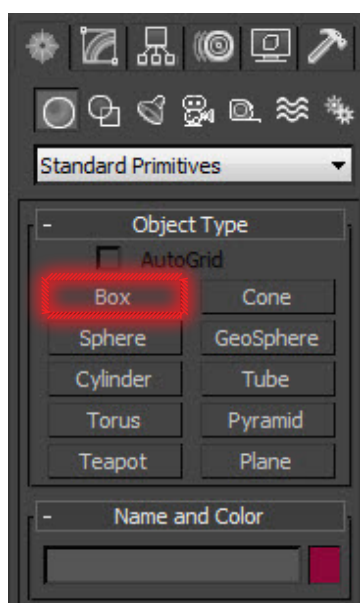 Standard Primitives
- Object Type
AutoGrid
Box Cone
Sphere GeoSphere
Cylinder Tube
Torus Pyramid
Teapot Plane
- Name and Color